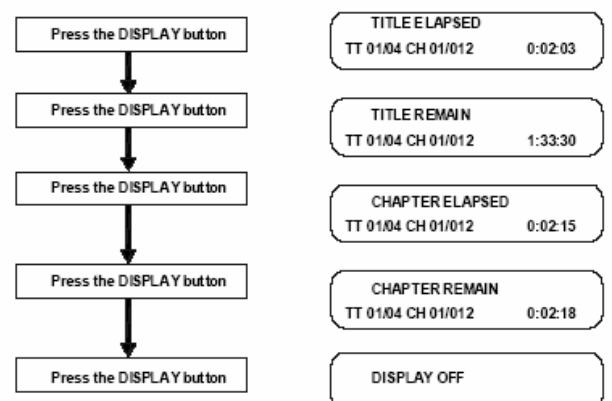 Press the DISPLAY button
TITLE ELAPSED
TT 01/04 CH 01/012 0:02:03
Press the DISPLAY button
TITLE REMAIN
TT 01/04 CH 01/012 1:33:30
Press the DISPLAY button
CHAPTER ELAPSED
TT 01/04 CH 01/012 0:02:15
Press the DISPLAY button
CHAPTER REMAIN
TT 01/04 CH 01/012 0:02:18
Press the DISPLAY button
DISPLAY OFF